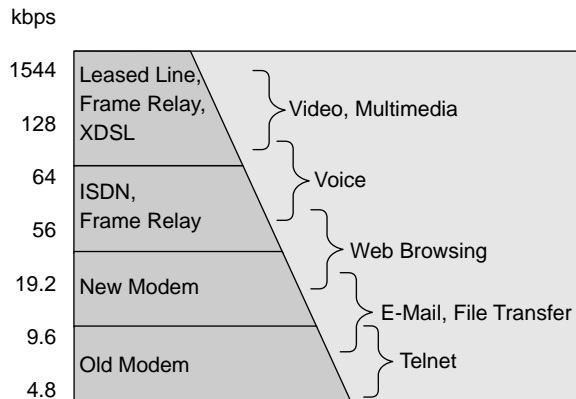 kbps
1544
128
64
56
19.2
9.6
4.8
Leased Line,
Frame Relay,
XDSL
ISDN,
Frame Relay
New Modem
Old Modem
Video, Multimedia
Voice
Web Browsing
E-Mail, File Transfer
Telnet